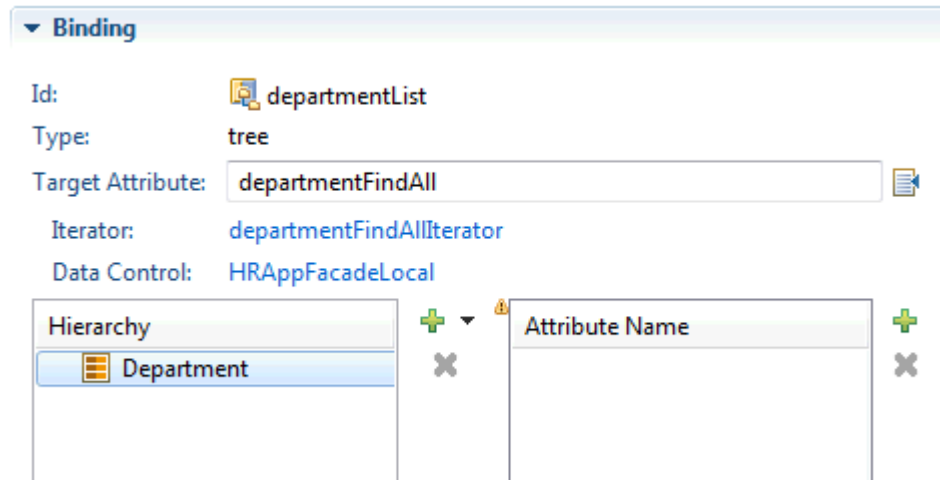 Binding
Id: departmentList
Type: tree
Target Attribute: departmentFindAll
Iterator: departmentFindAllIterator
Data Control: HRAppFacadeLocal
Hierarchy Attribute Name
Department